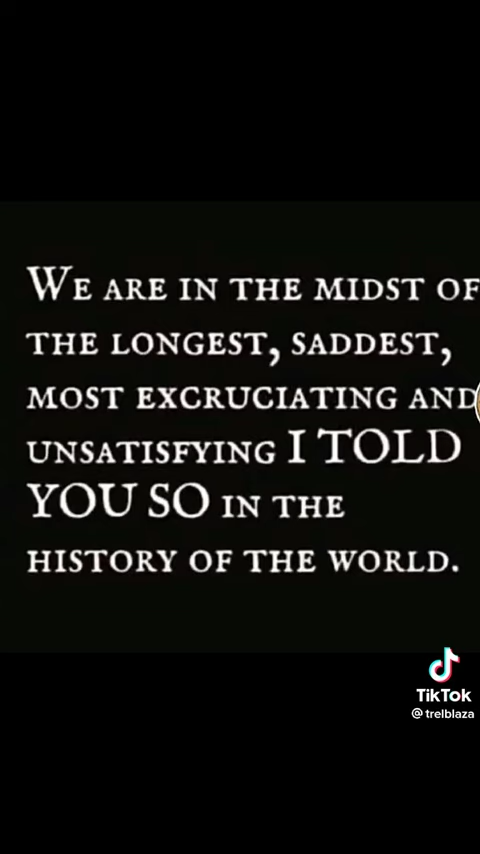 We are in the midst of
the longest, saddest,
most excruciating and
unsatisfying I TOLD
YOU SO in the
history of the world.
TikTok
@trelblaza